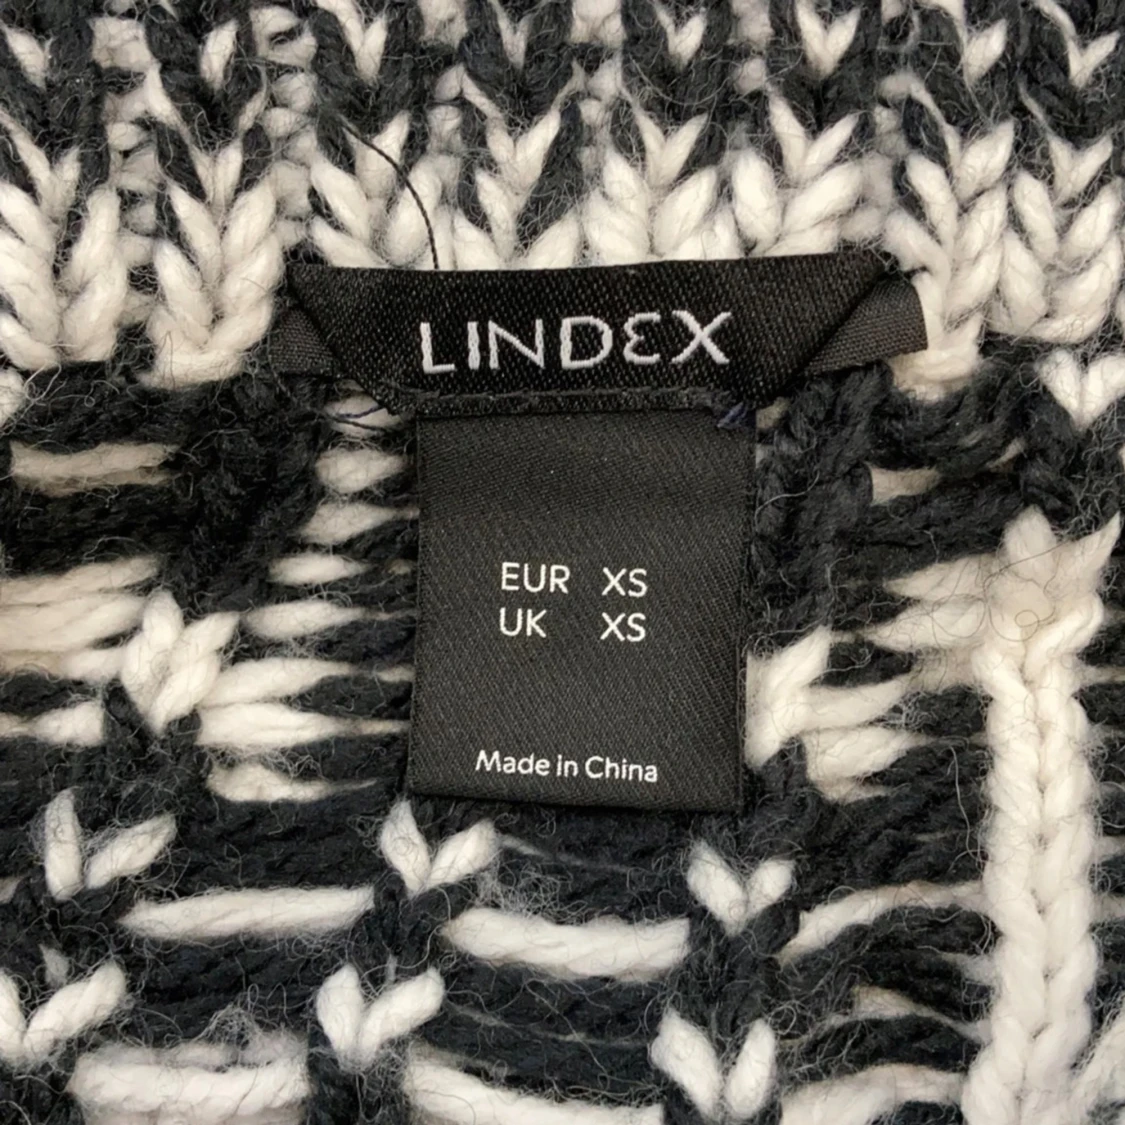 LINDEX
EUR XS
UK XS
Made in China